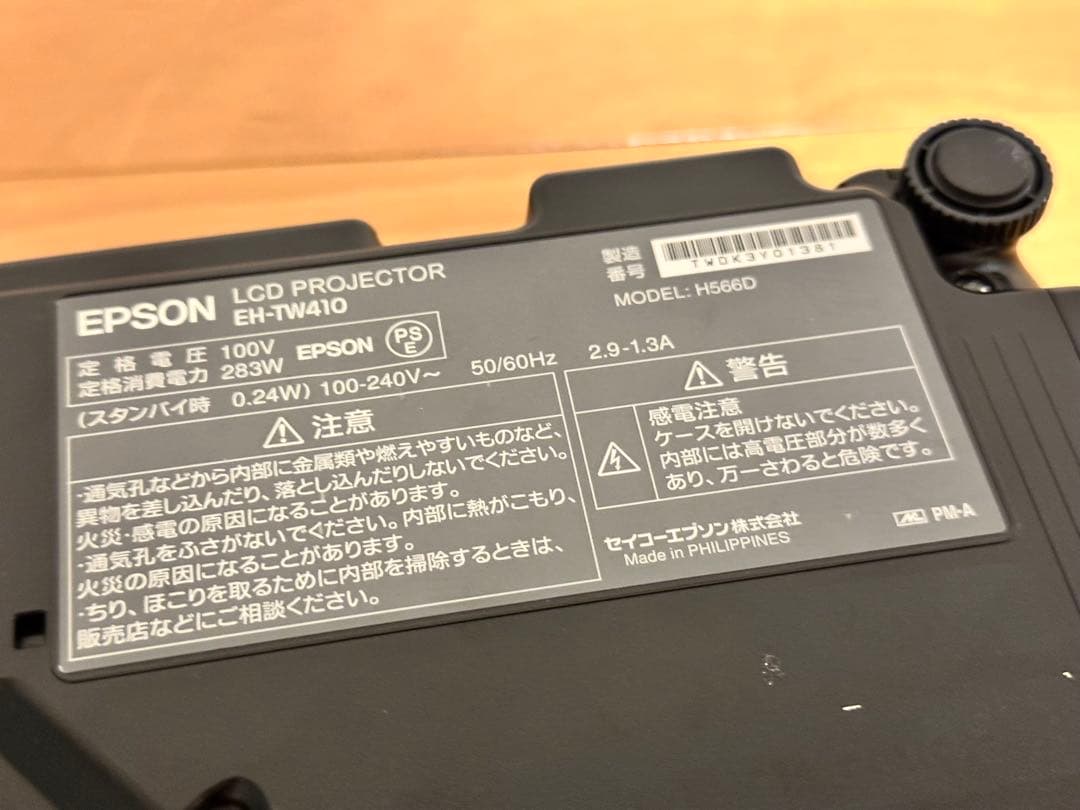 EPSON LCD PROJECTOR
EH-TW410
定格電圧 100V
定格消費電力 283W
EPSON
PS
E
(スタンバイ時 0.24W) 100-240V～ 50/60Hz 2.9-1.3A
製造
番号
TWDK3Y01381
MODEL: H566D
注意
・通気孔などから内部に金属類や燃えやすいものなど、
異物を差し込んだり、落とし込んだりしないでください。
火災・感電の原因になることがあります。
・通気孔をふさがないでください。内部に熱がこもり、
火災の原因になることがあります。
・ちり、ほこりを取るために内部を掃除するときは、
販売店などにご相談ください。
警告
感電注意
ケースを開けないでください。
内部には高電圧部分が数多く
あり、万一さわると危険です。
セイコーエプソン株式会社
Made in PHILIPPINES
PM-A